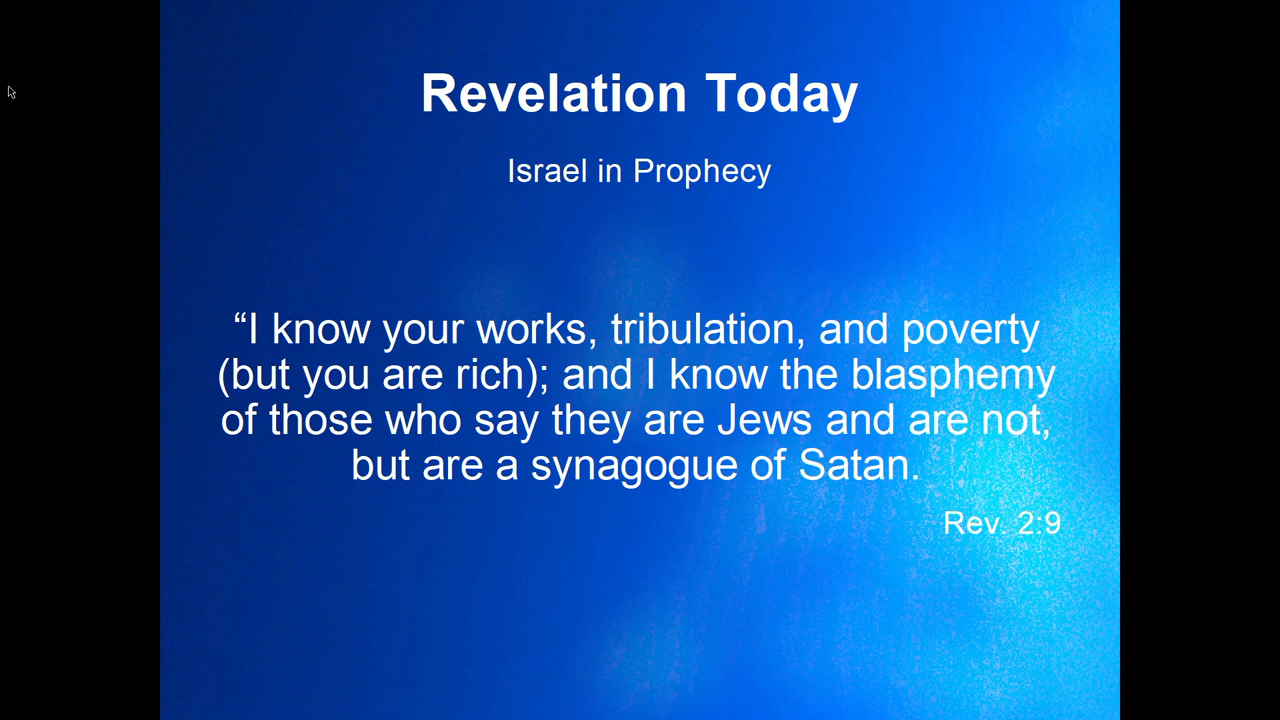 Revelation Today
Israel in Prophecy
“I know your works, tribulation, and poverty
(but you are rich); and I know the blasphemy
of those who say they are Jews and are not,
but are a synagogue of Satan.
Rev. 2:9